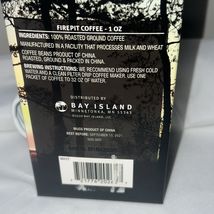 FIREPIT COFFEE - 1 OZ
INGREDIENTS: 100% ROASTED GROUND COFFEE
MANUFACTURED IN A FACILITY THAT PROCESSES MILK AND WHEAT
COFFEE BEANS PRODUCT OF CHINA.
ROASTED, GROUND & PACKED IN CHINA.
BREWING INSTRUCTIONS: WE RECOMMEND USING FRESH COLD
WATER AND A CLEAN FILTER DRIP COFFEE MAKER. USE ONE
PACKET OF COFFEE TO 32 OZ OF WATER.
DISTRIBUTED BY
BAY ISLAND
MINNETONKA, MN 55343
MUGS PRODUCT OF CHINA
BEST BEFORE: SEPTEMBER